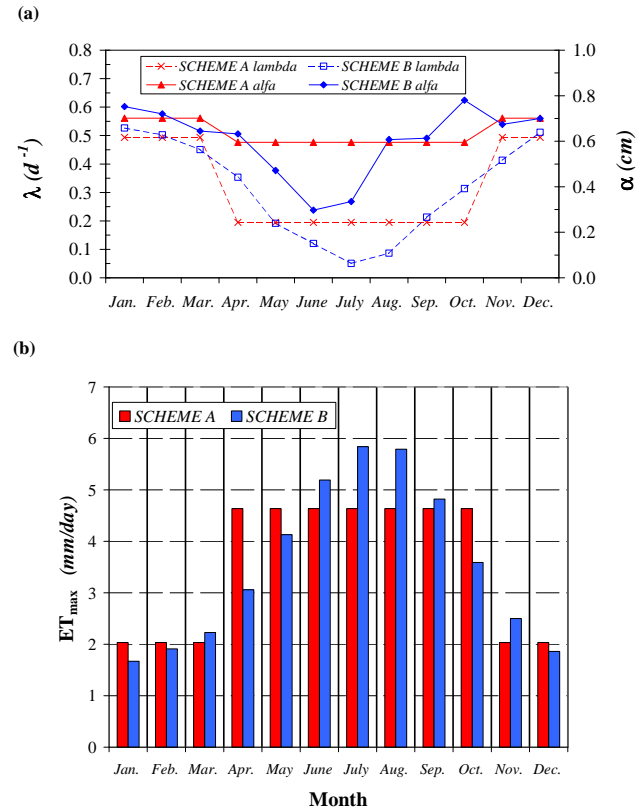 (a)
SCHEME A lambda SCHEME B lambda
SCHEME A alfa SCHEME B alfa
0.8
0.7
0.6
0.5
0.4
0.3
0.2
0.1
0.0
λ (d⁻¹)
1.0
0.8
0.6
0.4
0.2
0.0
α (cm)
Jan. Feb. Mar. Apr. May June July Aug. Sep. Oct. Nov. Dec.
(b)
SCHEME A SCHEME B
7
6
5
4
3
2
1
0
ET_max (mm/day)
Jan. Feb. Mar. Apr. May June July Aug. Sep. Oct. Nov. Dec.
Month